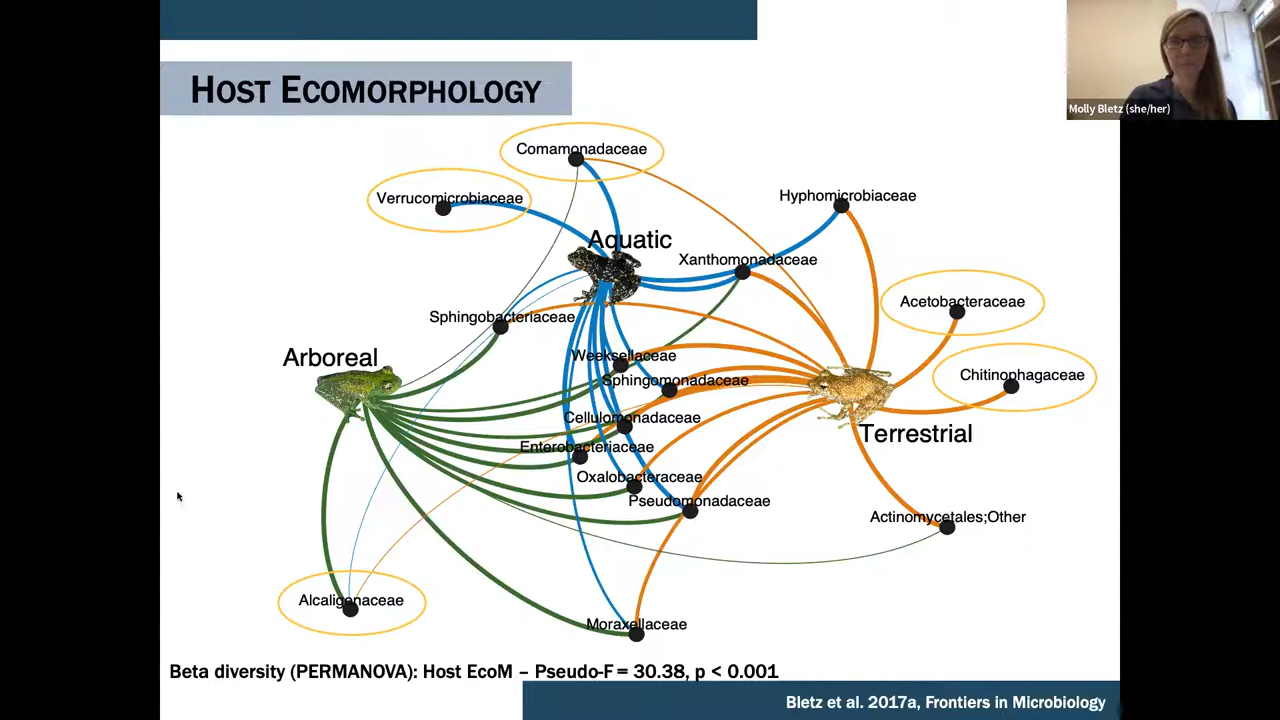 HOST ECOMORPHOLOGY
Molly Bletz (she/her)
Comamonadaceae
Verrucomicrobiaceae
Hyphomicrobiaceae
Aquatic
Xanthomonadaceae
Acetobacteraceae
Sphingobacteriaceae
Arboreal
Weeksellaceae
Chitinophagaceae
Sphingomonadaceae
Cellulomonadaceae
Terrestrial
Enterobacteriaceae
Oxalobacteraceae
Pseudomonadaceae
Actinomycetales;Other
Alcaligenaceae
Moraxellaceae
Beta diversity (PERMANOVA): Host EcoM – Pseudo-F = 30.38, p < 0.001
Bletz et al. 2017a, Frontiers in Microbiology